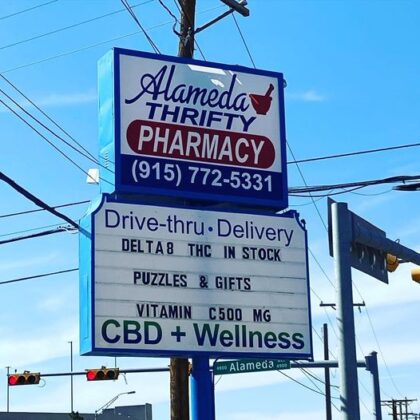 Alameda
THRIFTY
PHARMACY
(915) 772-5331
Drive-thru • Delivery
DELTA8 THC IN STOCK
PUZZLES & GIFTS
VITAMIN C500 MG
CBD + Wellness
Alameda